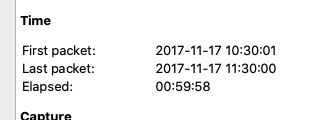 Time
First packet: 2017-11-17 10:30:01
Last packet: 2017-11-17 11:30:00
Elapsed: 00:59:58
Capture